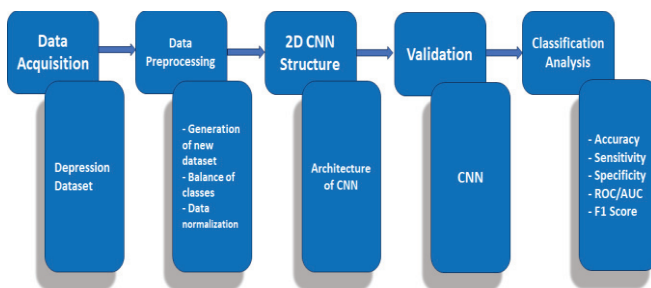 Data
Acquisition
Depression
Dataset
Data
Preprocessing
- Generation
of new
dataset
- Balance of
classes
- Data
normalization
2D CNN
Structure
Architecture
of CNN
Validation
CNN
Classification
Analysis
- Accuracy
- Sensitivity
- Specificity
- ROC/AUC
- F1 Score